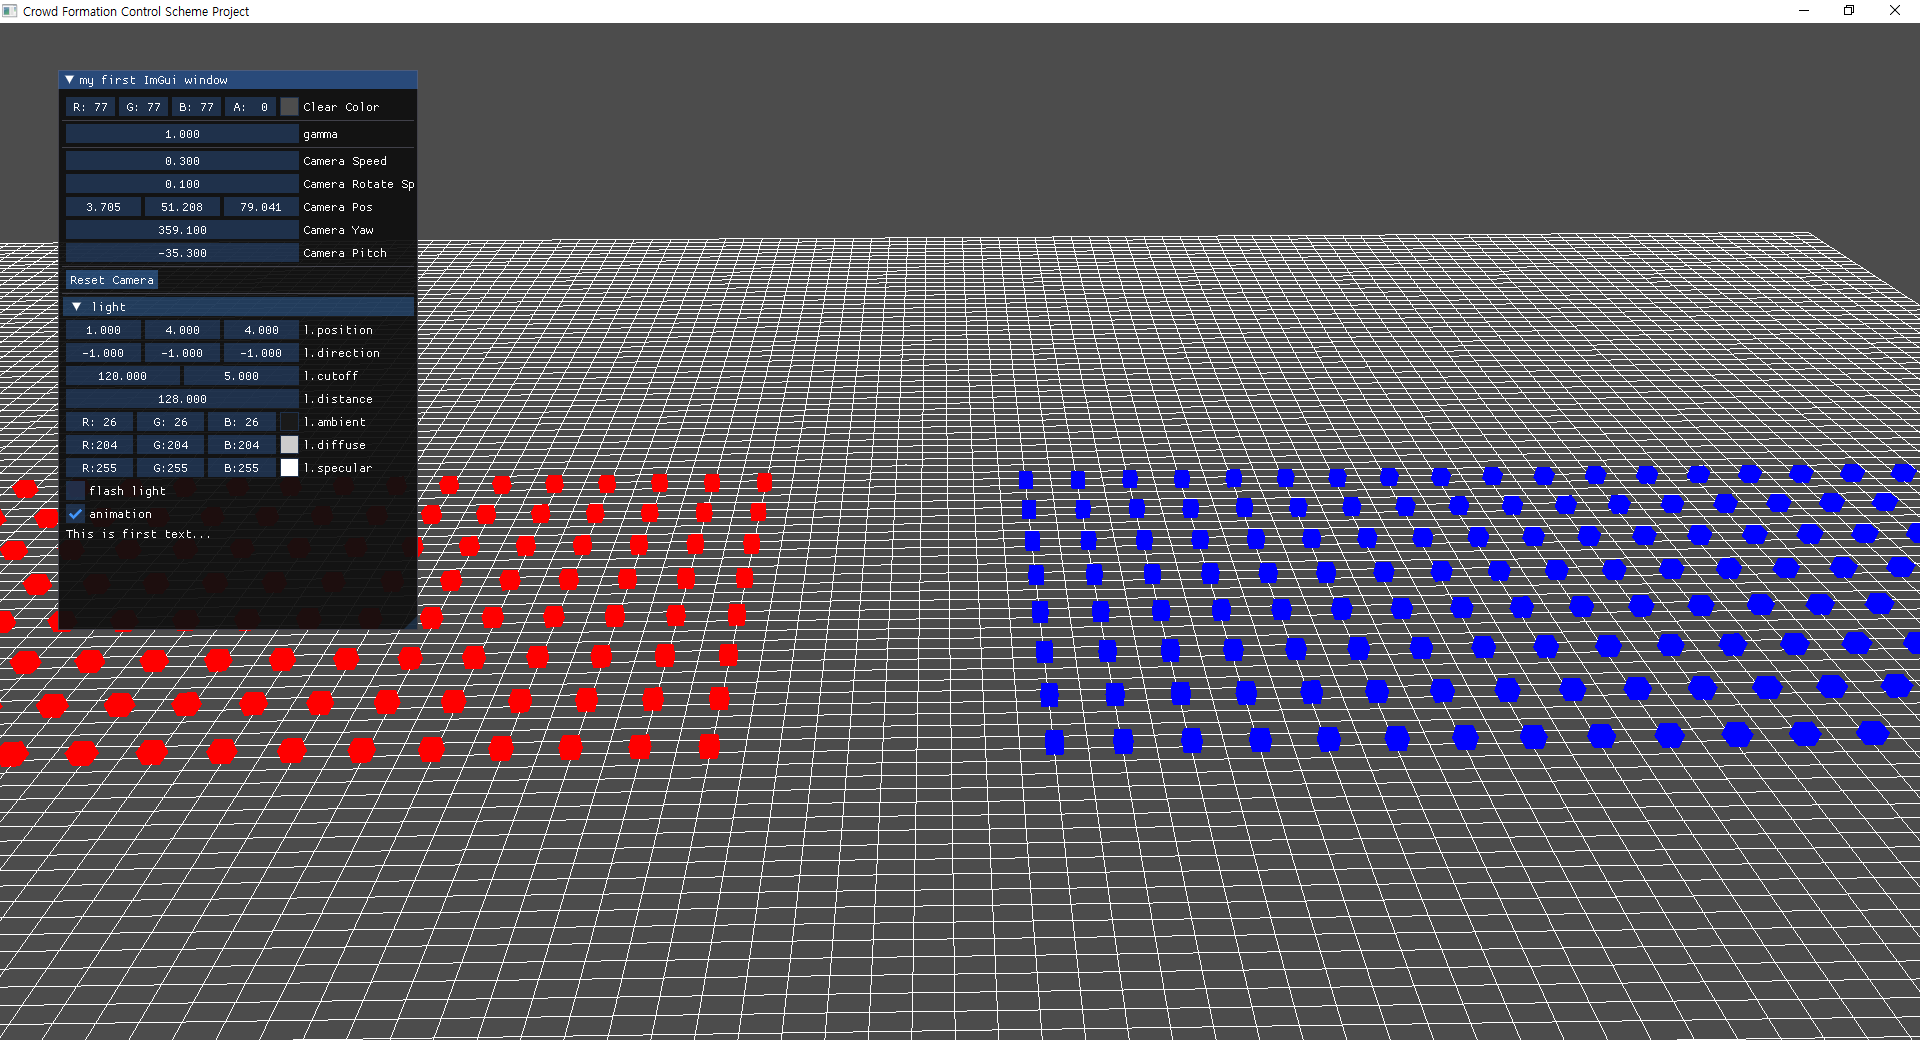 Crowd Formation Control Scheme Project
my first ImGui window
R: 77 G: 77 B: 77 A: 0 Clear Color
1.000 gamma
0.300 Camera Speed
0.100 Camera Rotate Sp
3.705 51.208 79.041 Camera Pos
359.100 Camera Yaw
-35.300 Camera Pitch
Reset Camera
light
1.000 4.000 4.000 l.position
-1.000 -1.000 -1.000 l.direction
120.000 5.000 l.cutoff
128.000 l.distance
R: 26 G: 26 B: 26 l.ambient
R:204 G:204 B:204 l.diffuse
R:255 G:255 B:255 l.specular
flash light
animation
This is first text...